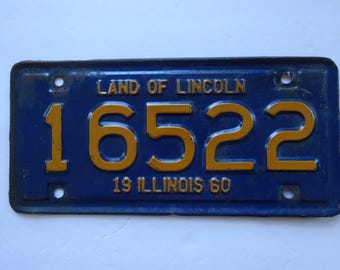 LAND OF LINCOLN
16522
19 ILLINOIS 60